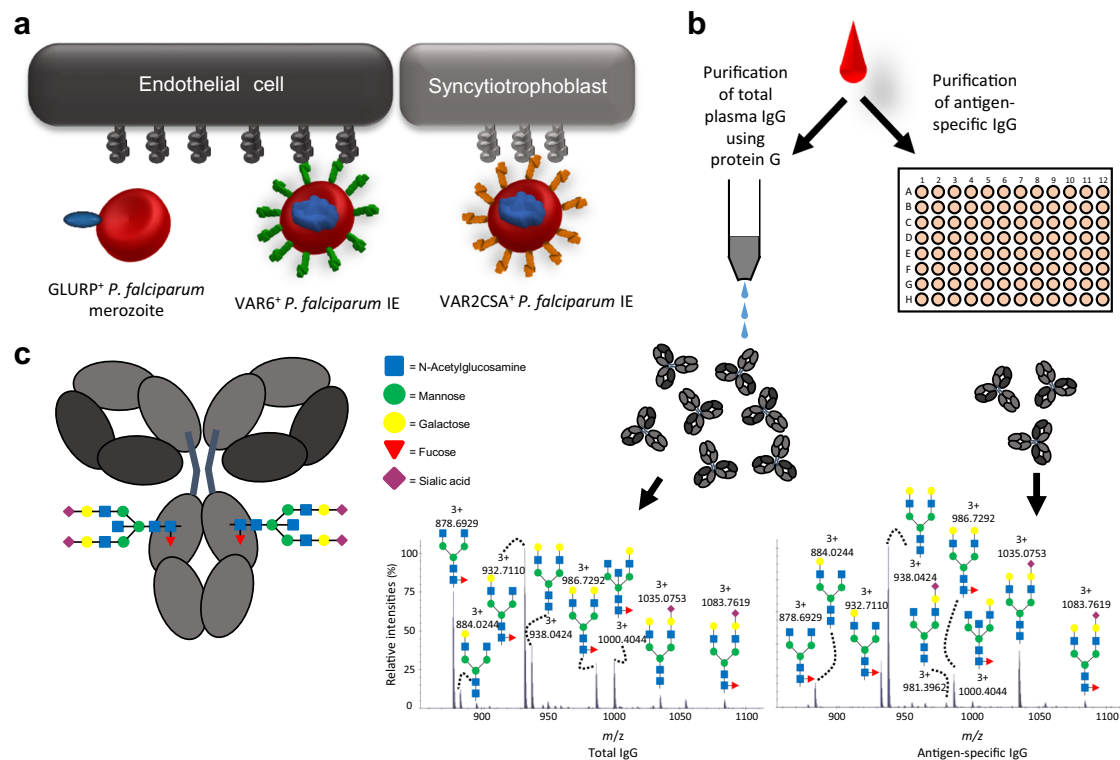 a
Endothelial cell
Syncytiotrophoblast
GLURP⁺ P. falciparum
merozoite
VAR6⁺ P. falciparum IE
VAR2CSA⁺ P. falciparum IE
b
Purification
of total
plasma IgG
using
protein G
Purification
of antigen-
specific IgG
1 2 3 4 5 6 7 8 9 10 11 12
A
B
C
D
E
F
G
H
c
= N-Acetylglucosamine
= Mannose
= Galactose
= Fucose
= Sialic acid
Relative intensities (%)
100
75
50
25
0
3+
878.6929
3+
884.0244
3+
932.7110
3+
938.0424
3+
986.7292
3+
1000.4044
3+
1035.0753
3+
1083.7619
900 950 1000 1050 1100
m/z
Total IgG
3+
878.6929
3+
884.0244
3+
932.7110
3+
938.0424
3+
981.3962
3+
986.7292
3+
1000.4044
3+
1035.0753
3+
1083.7619
900 950 1000 1050 1100
m/z
Antigen-specific IgG